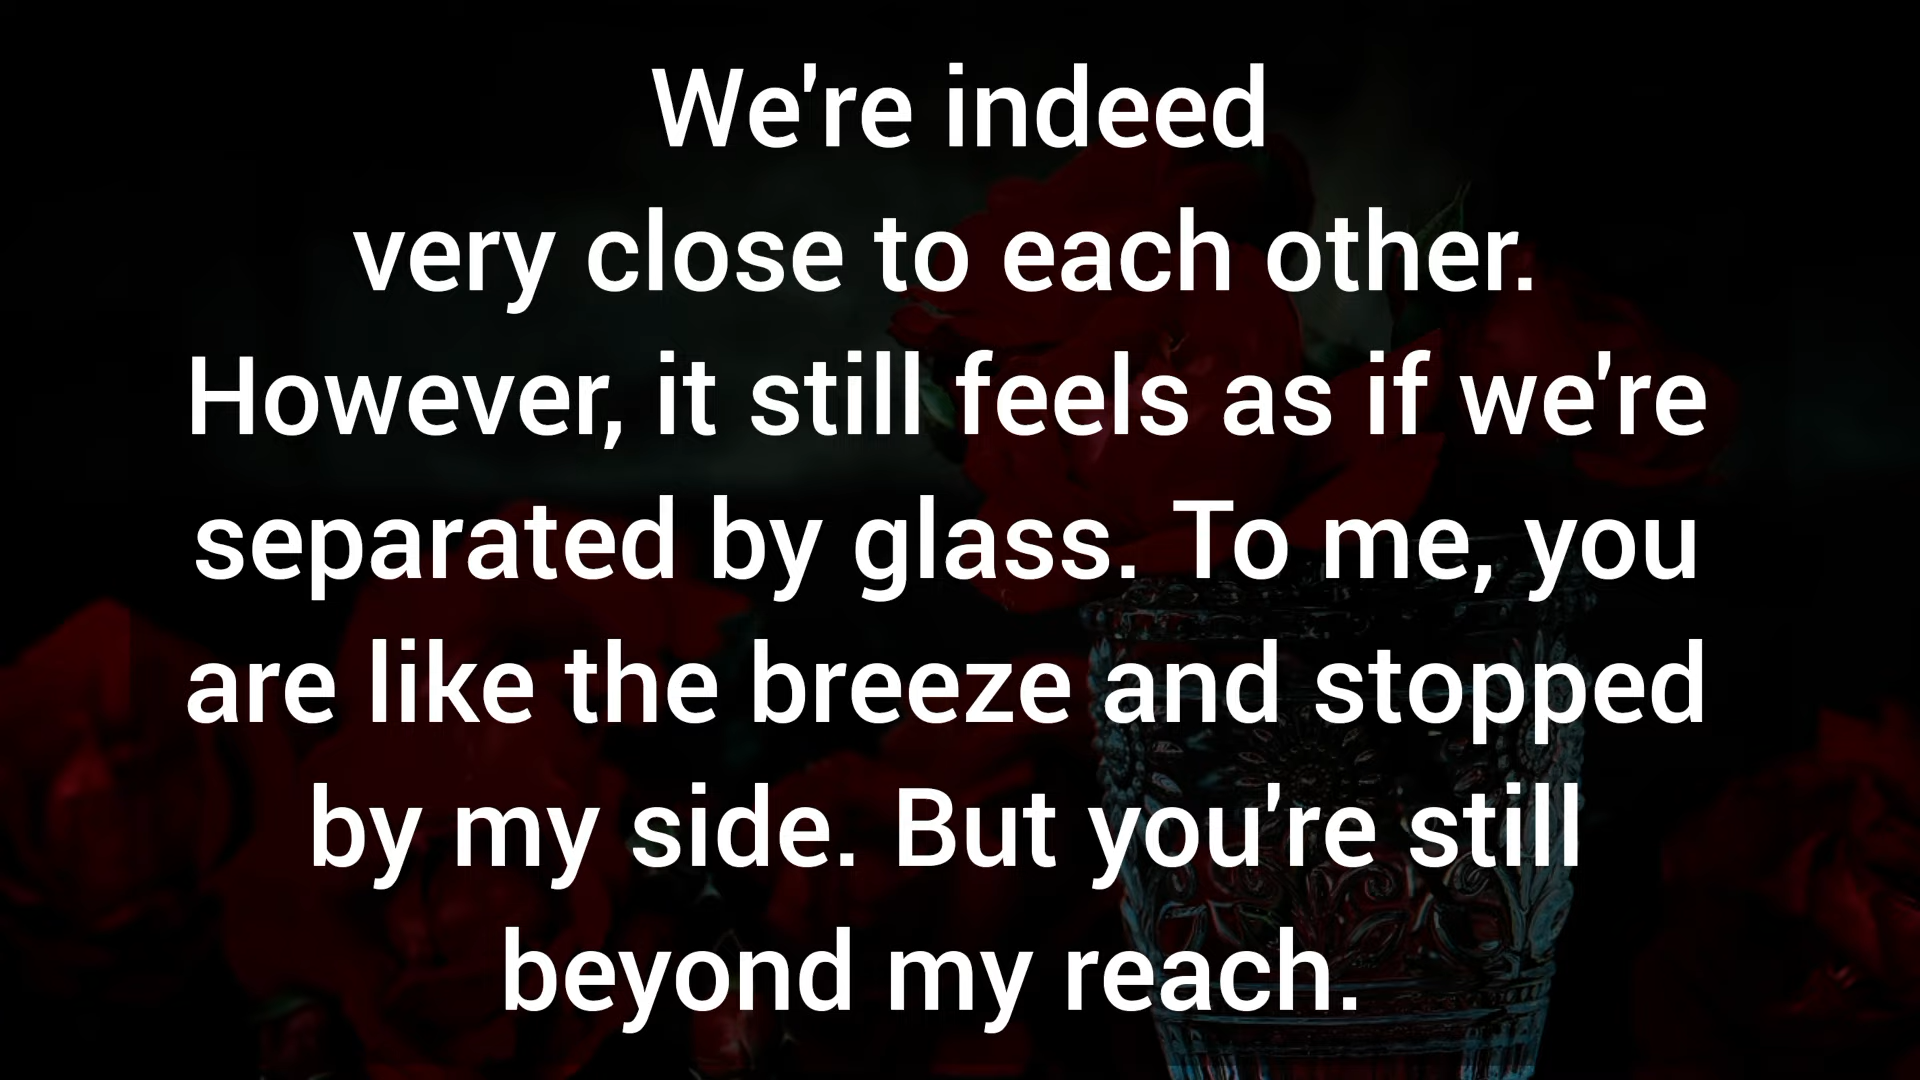 We're indeed
very close to each other.
However, it still feels as if we're
separated by glass. To me, you
are like the breeze and stopped
by my side. But you're still
beyond my reach.